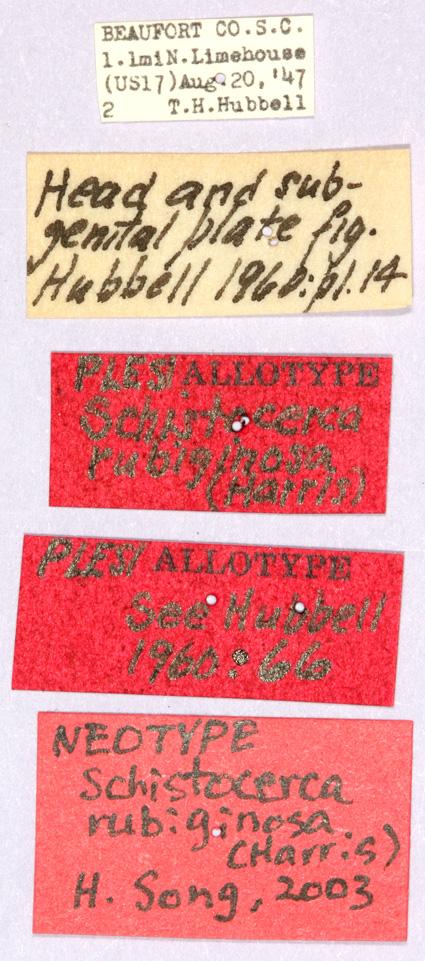 BEAUFORT CO.S.C.
1.1miN.Limehouse
(US17)Aug.20,'47
2 T.H.Hubbell
Head and sub-
genital plate fig.
Hubbell 1960:pl.14
PLESIALLOTYPE
Schistocerca
rubiginosa
(Harris)
PLESIALLOTYPE
See Hubbell
1960:66
NEOTYPE
Schistocerca
rubiginosa
(Harris)
H. Song, 2003